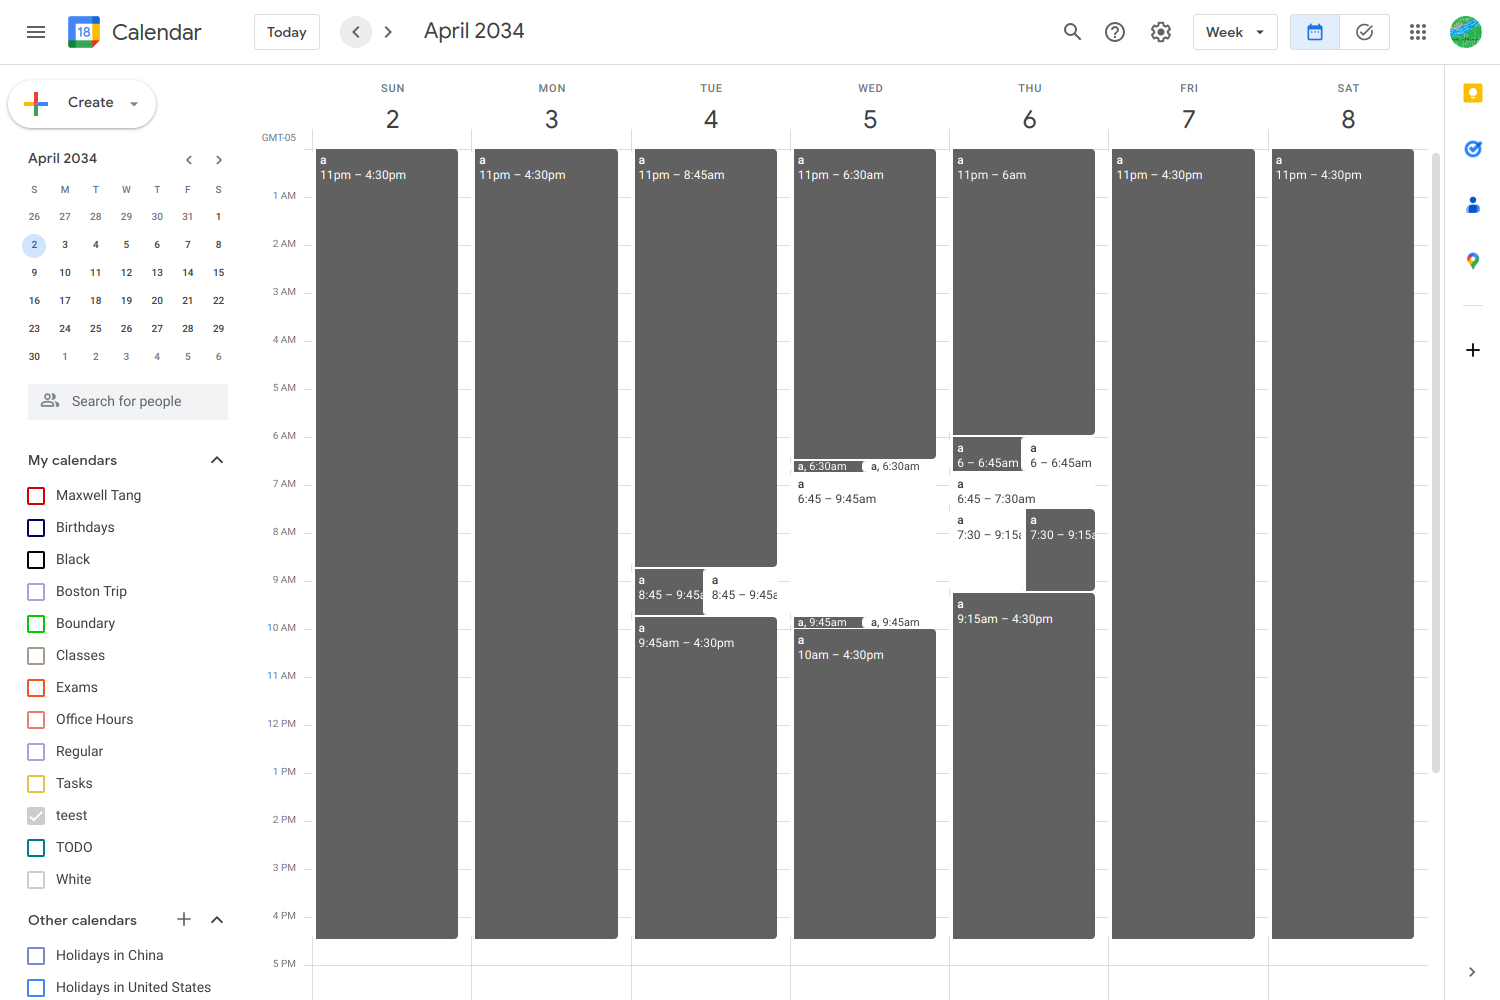 18 Calendar Today April 2034 Week
Create
SUN MON TUE WED THU FRI SAT
2 3 4 5 6 7 8
GMT-05
April 2034
S M T W T F S
26 27 28 29 30 31 1
2 3 4 5 6 7 8
9 10 11 12 13 14 15
16 17 18 19 20 21 22
23 24 25 26 27 28 29
30 1 2 3 4 5 6
Search for people
My calendars
Maxwell Tang
Birthdays
Black
Boston Trip
Boundary
Classes
Exams
Office Hours
Regular
Tasks
teest
TODO
White
Other calendars
Holidays in China
Holidays in United States
1 AM
2 AM
3 AM
4 AM
5 AM
6 AM
7 AM
8 AM
9 AM
10 AM
11 AM
12 PM
1 PM
2 PM
3 PM
4 PM
5 PM
a
11pm – 4:30pm
a
11pm – 4:30pm
a
11pm – 8:45am
a
8:45 – 9:45a
a
8:45 – 9:45a
a
9:45am – 4:30pm
a
11pm – 6:30am
a, 6:30am
a, 6:30am
a
6:45 – 9:45am
a, 9:45am
a, 9:45am
a
10am – 4:30pm
a
11pm – 6am
a
6 – 6:45am
a
6 – 6:45am
a
6:45 – 7:30am
a
7:30 – 9:15a
a
7:30 – 9:15a
a
9:15am – 4:30pm
a
11pm – 4:30pm
a
11pm – 4:30pm